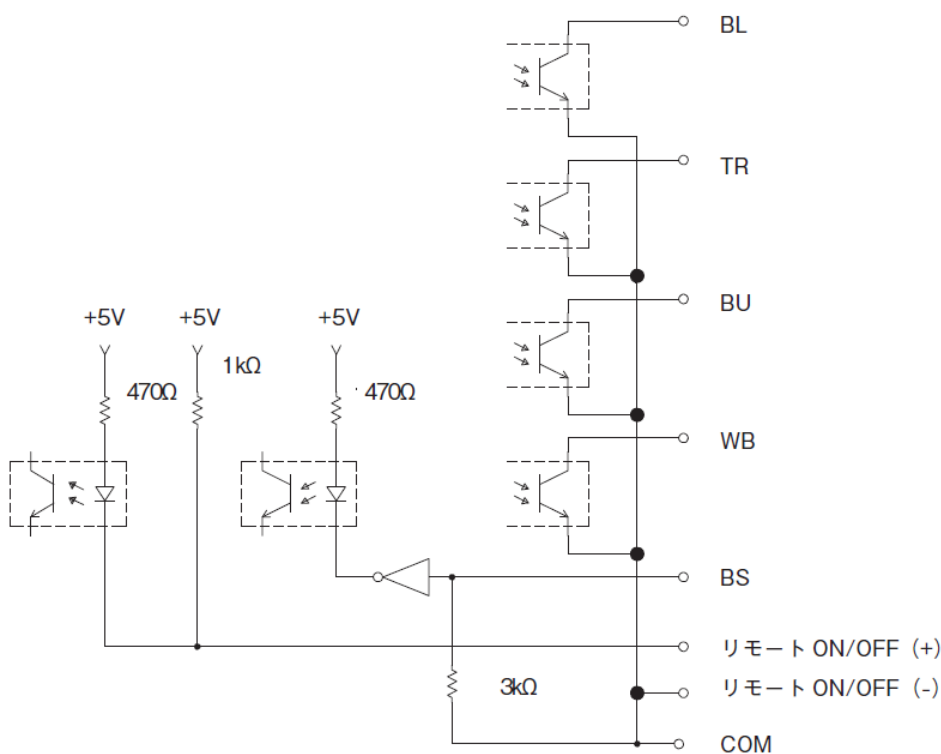 BL
TR
BU
+5V +5V +5V
1kΩ
470Ω 470Ω
WB
BS
リモート ON/OFF (+)
リモート ON/OFF (-)
3kΩ
COM